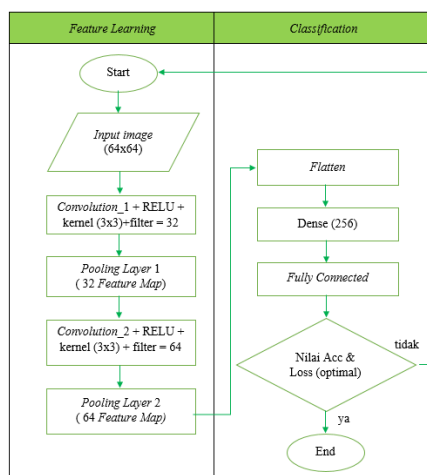 Feature Learning
Start
Input image
(64x64)
Convolution_1 + RELU +
kernel (3x3)+filter = 32
Pooling Layer 1
( 32 Feature Map)
Convolution_2 + RELU +
kernel (3x3) + filter = 64
Pooling Layer 2
( 64 Feature Map)
Classification
Flatten
Dense (256)
Fully Connected
Nilai Acc &
Loss (optimal)
tidak
ya
End